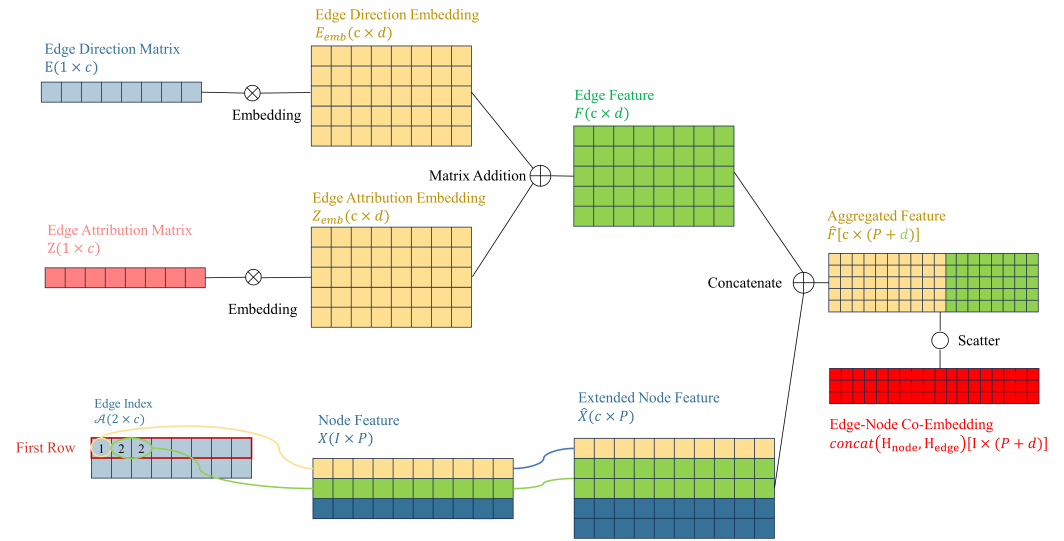 Edge Direction Embedding
E_emb(c × d)
Edge Direction Matrix
E(1 × c)
Embedding
Edge Feature
F(c × d)
Matrix Addition
Edge Attribution Embedding
Z_emb(c × d)
Edge Attribution Matrix
Z(1 × c)
Embedding
Aggregated Feature
F̂[c × (P + d)]
Concatenate
Scatter
Edge Index
𝒜(2 × c)
Node Feature
X(I × P)
Extended Node Feature
X̂(c × P)
Edge-Node Co-Embedding
concat(H_node, H_edge)[I × (P + d)]
First Row
1 2 2